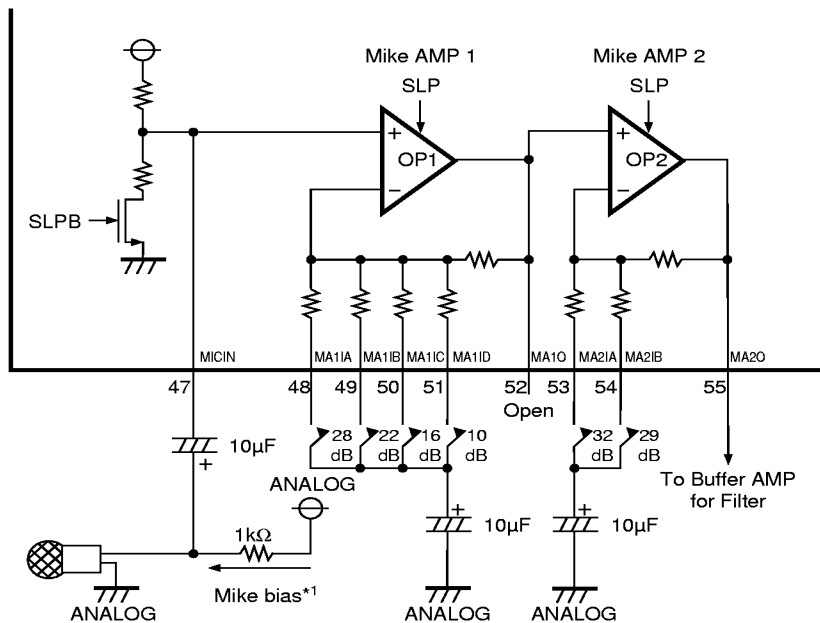 Mike AMP 1
Mike AMP 2
SLP
SLP
+
OP1
−
+
OP2
−
SLPB
MICIN
MA1IA
MA1IB
MA1IC
MA1ID
MA1O
MA2IA
MA2IB
MA2O
47
48
49
50
51
52
53
54
55
Open
28 dB
22 dB
16 dB
10 dB
32 dB
29 dB
10μF
+
ANALOG
To Buffer AMP
for Filter
+
10μF
+
10μF
1kΩ
Mike bias*1
ANALOG
ANALOG
ANALOG